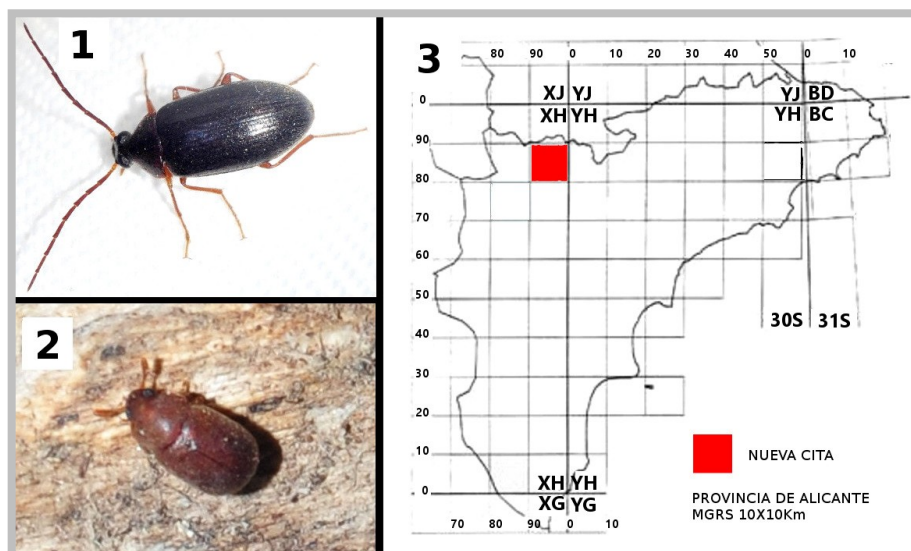 1
2
3
80 90 0 10 20 30 40 50 0 10
XJ YJ YJ BD
0
XH YH YH BC
90
80
70
60
50
30S 31S
40
30
20
10
NUEVA CITA
XH YH
0
XG YG
PROVINCIA DE ALICANTE
MGRS 10X10Km
70 80 90 0 10